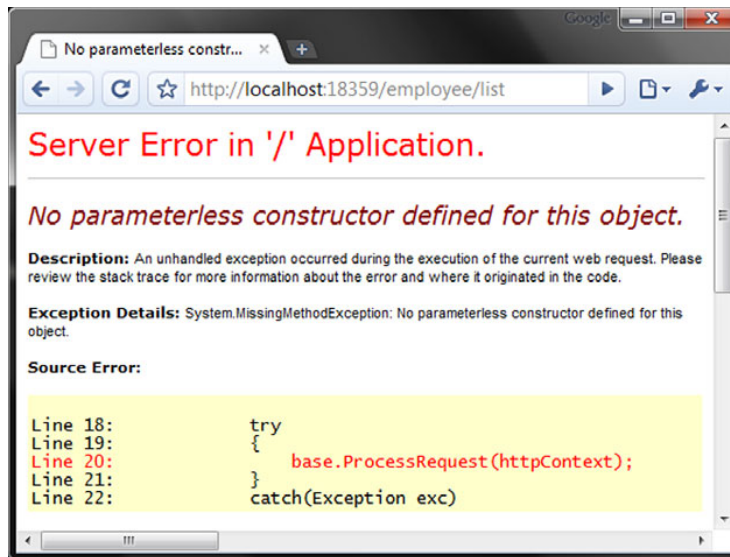 Google
No parameterless constr...
http://localhost:18359/employee/list
Server Error in '/' Application.
No parameterless constructor defined for this object.
Description: An unhandled exception occurred during the execution of the current web request. Please
review the stack trace for more information about the error and where it originated in the code.
Exception Details: System.MissingMethodException: No parameterless constructor defined for this
object.
Source Error:
Line 18: try
Line 19: {
Line 20: base.ProcessRequest(httpContext);
Line 21: }
Line 22: catch(Exception exc)